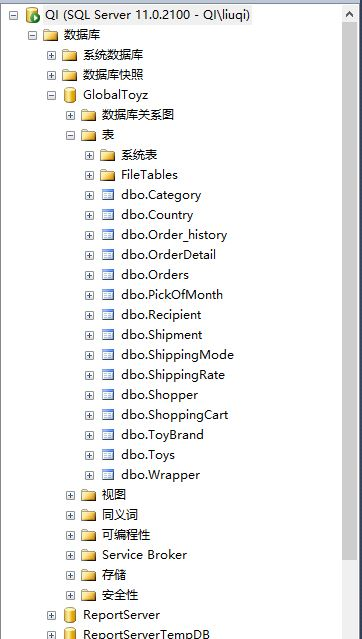 QI (SQL Server 11.0.2100 - QI\liuqi)
数据库
系统数据库
数据库快照
GlobalToyz
数据库关系图
表
系统表
FileTables
dbo.Category
dbo.Country
dbo.Order_history
dbo.OrderDetail
dbo.Orders
dbo.PickOfMonth
dbo.Recipient
dbo.Shipment
dbo.ShippingMode
dbo.ShippingRate
dbo.Shopper
dbo.ShoppingCart
dbo.ToyBrand
dbo.Toys
dbo.Wrapper
视图
同义词
可编程性
Service Broker
存储
安全性
ReportServer
ReportServerTempDB